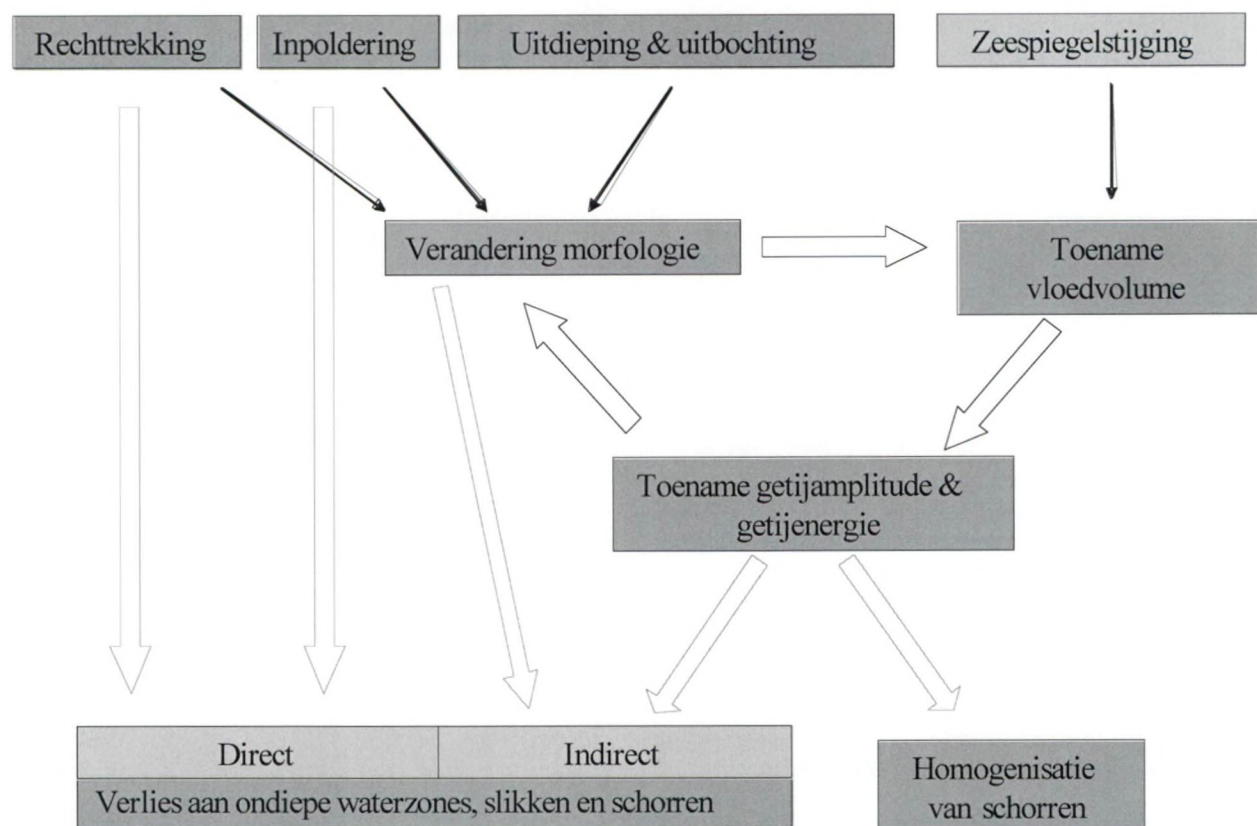 Rechttrekking
Inpoldering
Uitdieping & uitbochting
Zeespiegelstijging
Verandering morfologie
Toename
vloedvolume
Toename getijamplitude &
getijenergie
Direct
Indirect
Verlies aan ondiepe waterzones, slikken en schorren
Homogenisatie
van schorren